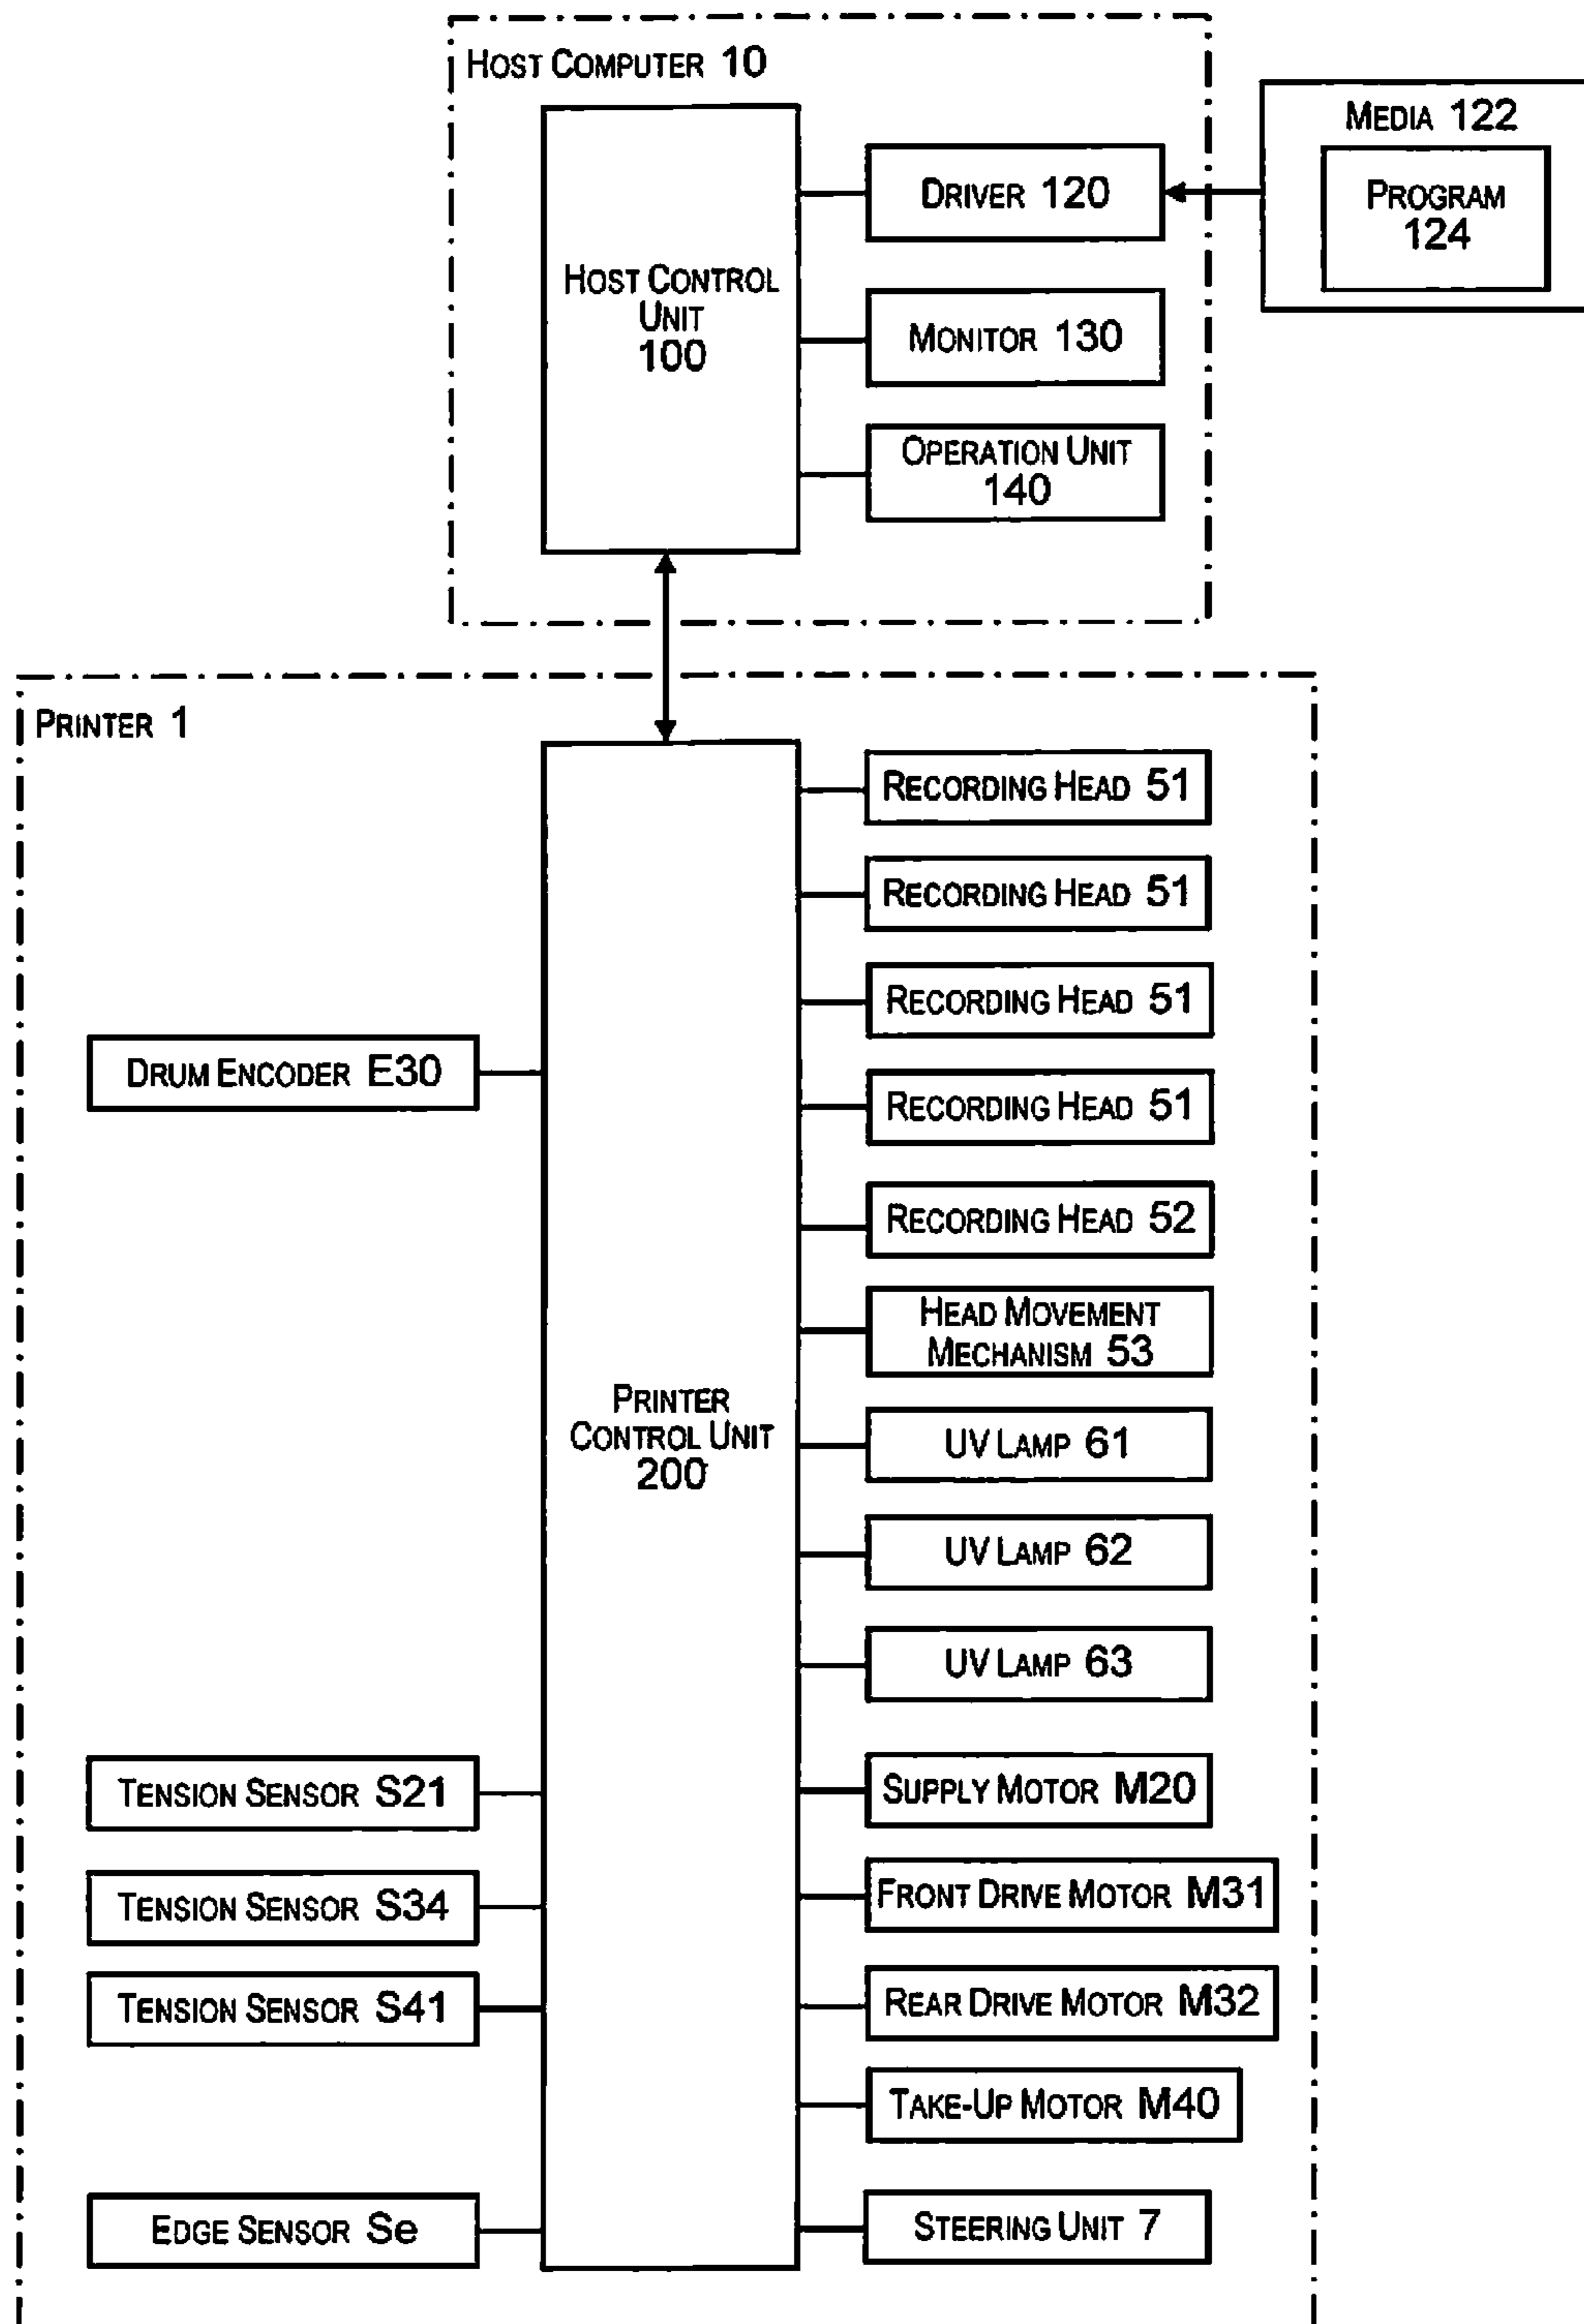 HOST COMPUTER 10
MEDIA 122
PROGRAM
124
DRIVER 120
HOST CONTROL
UNIT
100
MONITOR 130
OPERATION UNIT
140
PRINTER 1
RECORDING HEAD 51
RECORDING HEAD 51
RECORDING HEAD 51
DRUM ENCODER E30
RECORDING HEAD 51
RECORDING HEAD 52
HEAD MOVEMENT
MECHANISM 53
PRINTER
CONTROL UNIT
200
UV LAMP 61
UV LAMP 62
UV LAMP 63
TENSION SENSOR S21
SUPPLY MOTOR M20
TENSION SENSOR S34
FRONT DRIVE MOTOR M31
TENSION SENSOR S41
REAR DRIVE MOTOR M32
TAKE-UP MOTOR M40
EDGE SENSOR Se
STEERING UNIT 7